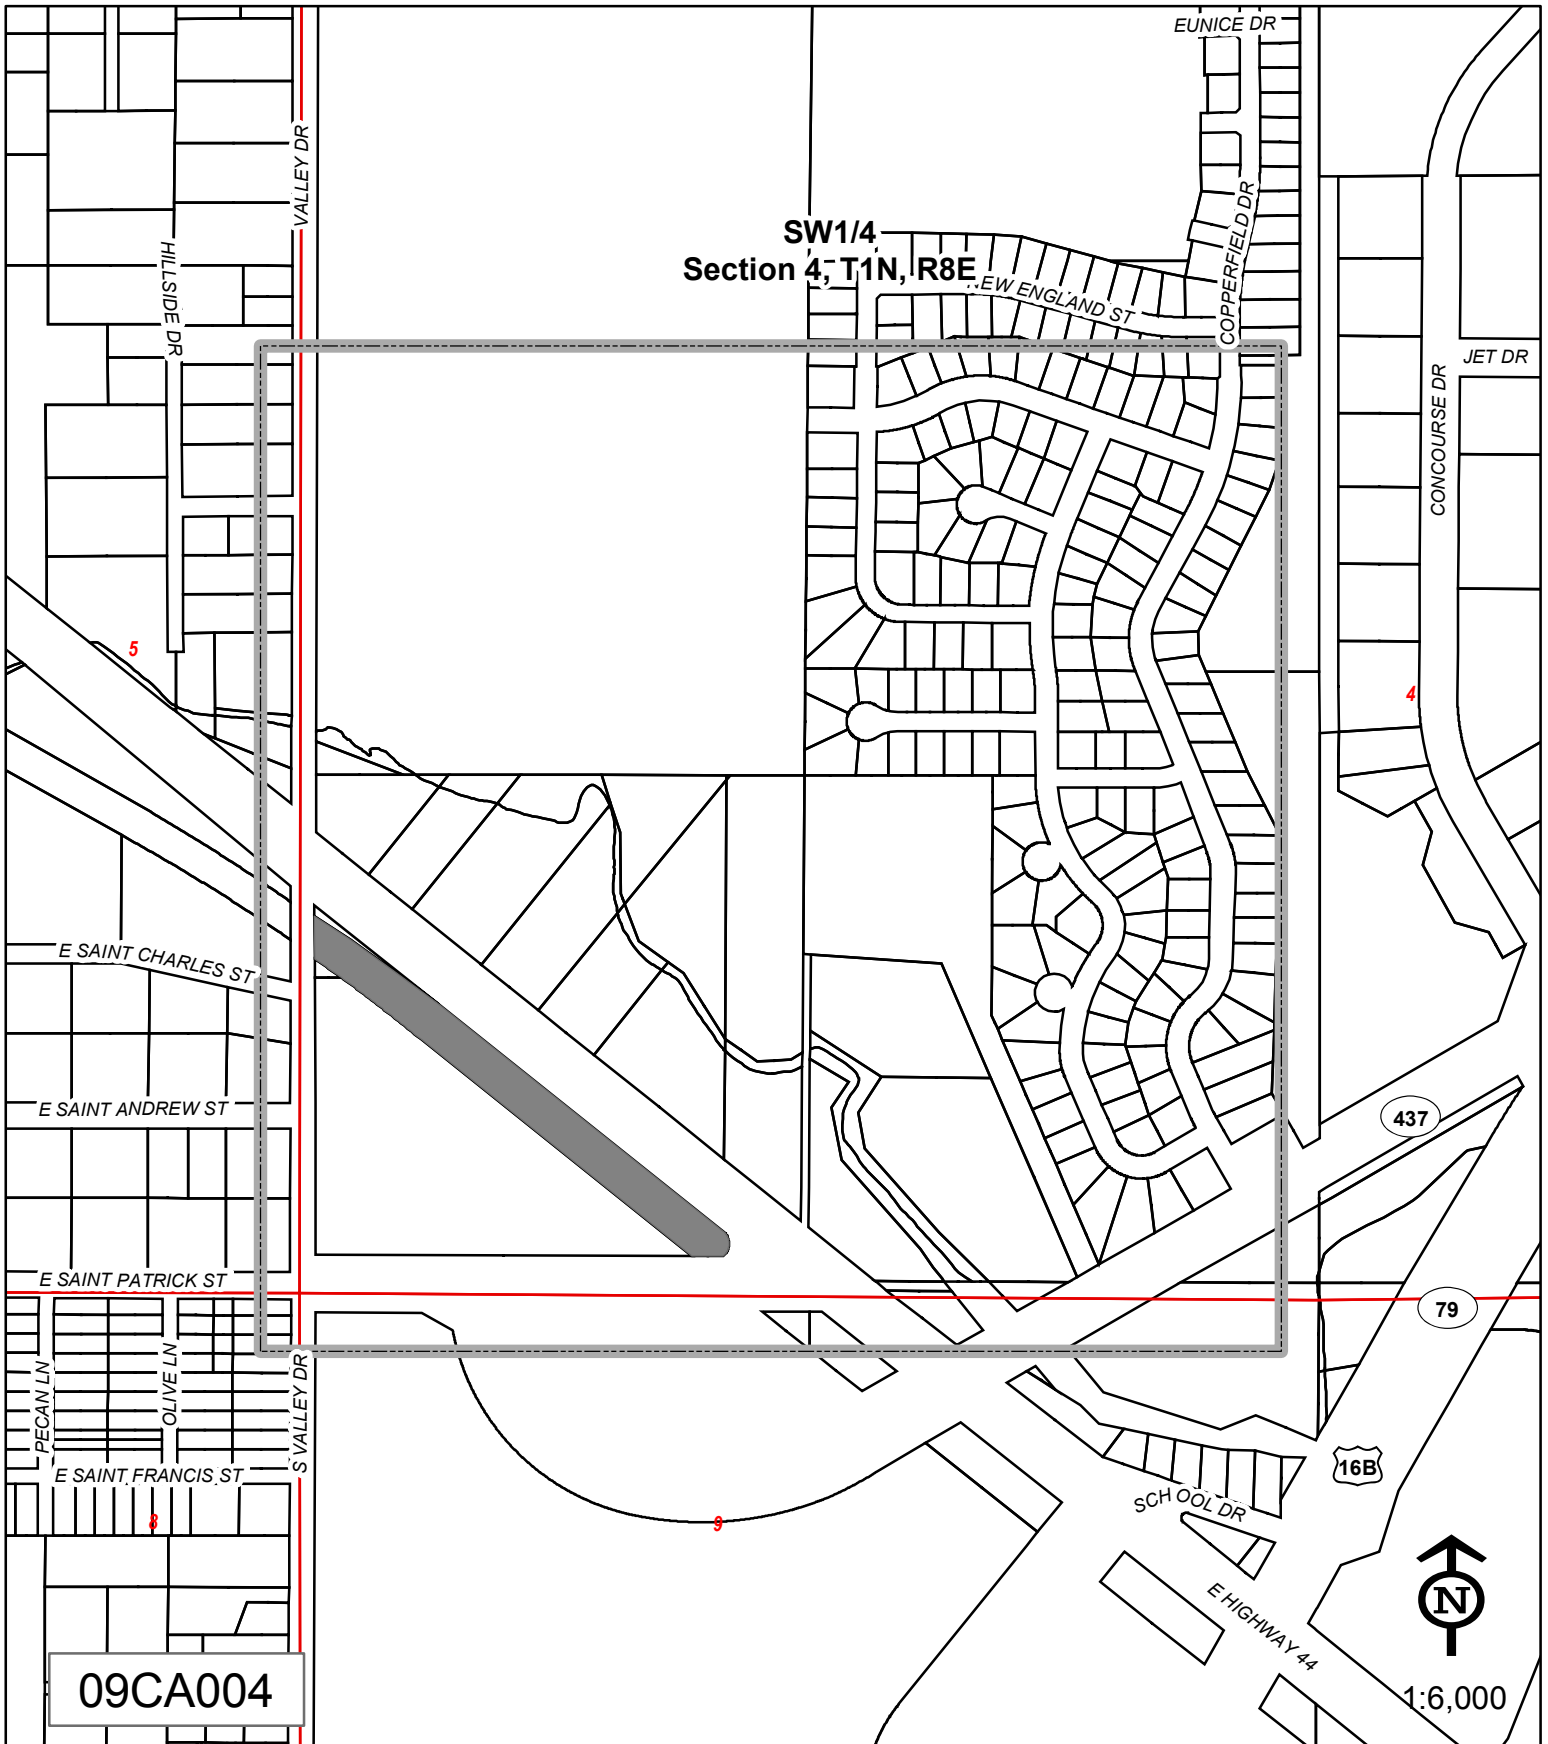 EUNICE DR
VALLEY DR
COPPERFIELD DR
SW1/4
Section 4, T1N, R8E
HILLSIDE DR
NEW ENGLAND ST
JET DR
CONCOURSE DR
5
4
E SAINT CHARLES ST
E SAINT ANDREW ST
437
E SAINT PATRICK ST
79
PECAN LN
OLIVE LN
S VALLEY DR
E SAINT FRANCIS ST
16B
SCHOOL DR
8
9
E HIGHWAY 44
N
09CA004
1:6,000